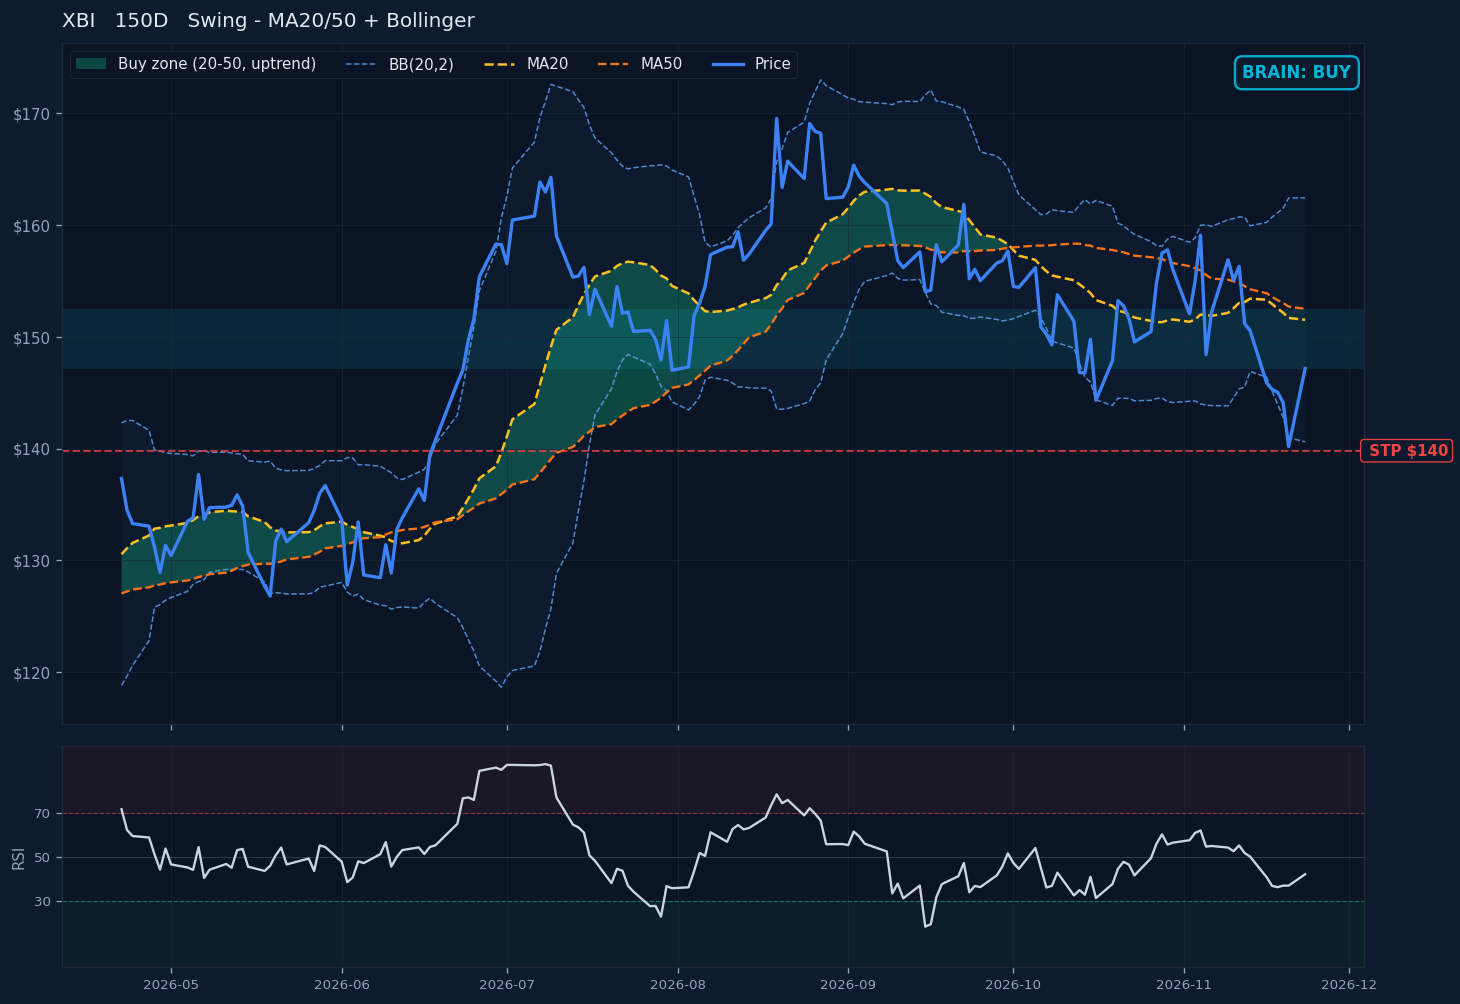 XBI 150D Swing - MA20/50 + Bollinger
Buy zone (20-50, uptrend) BB(20,2) MA20 MA50 Price
BRAIN: BUY
$170
$160
$150
$140
$130
$120
STP $140
RSI
70
50
30
2026-05 2026-06 2026-07 2026-08 2026-09 2026-10 2026-11 2026-12